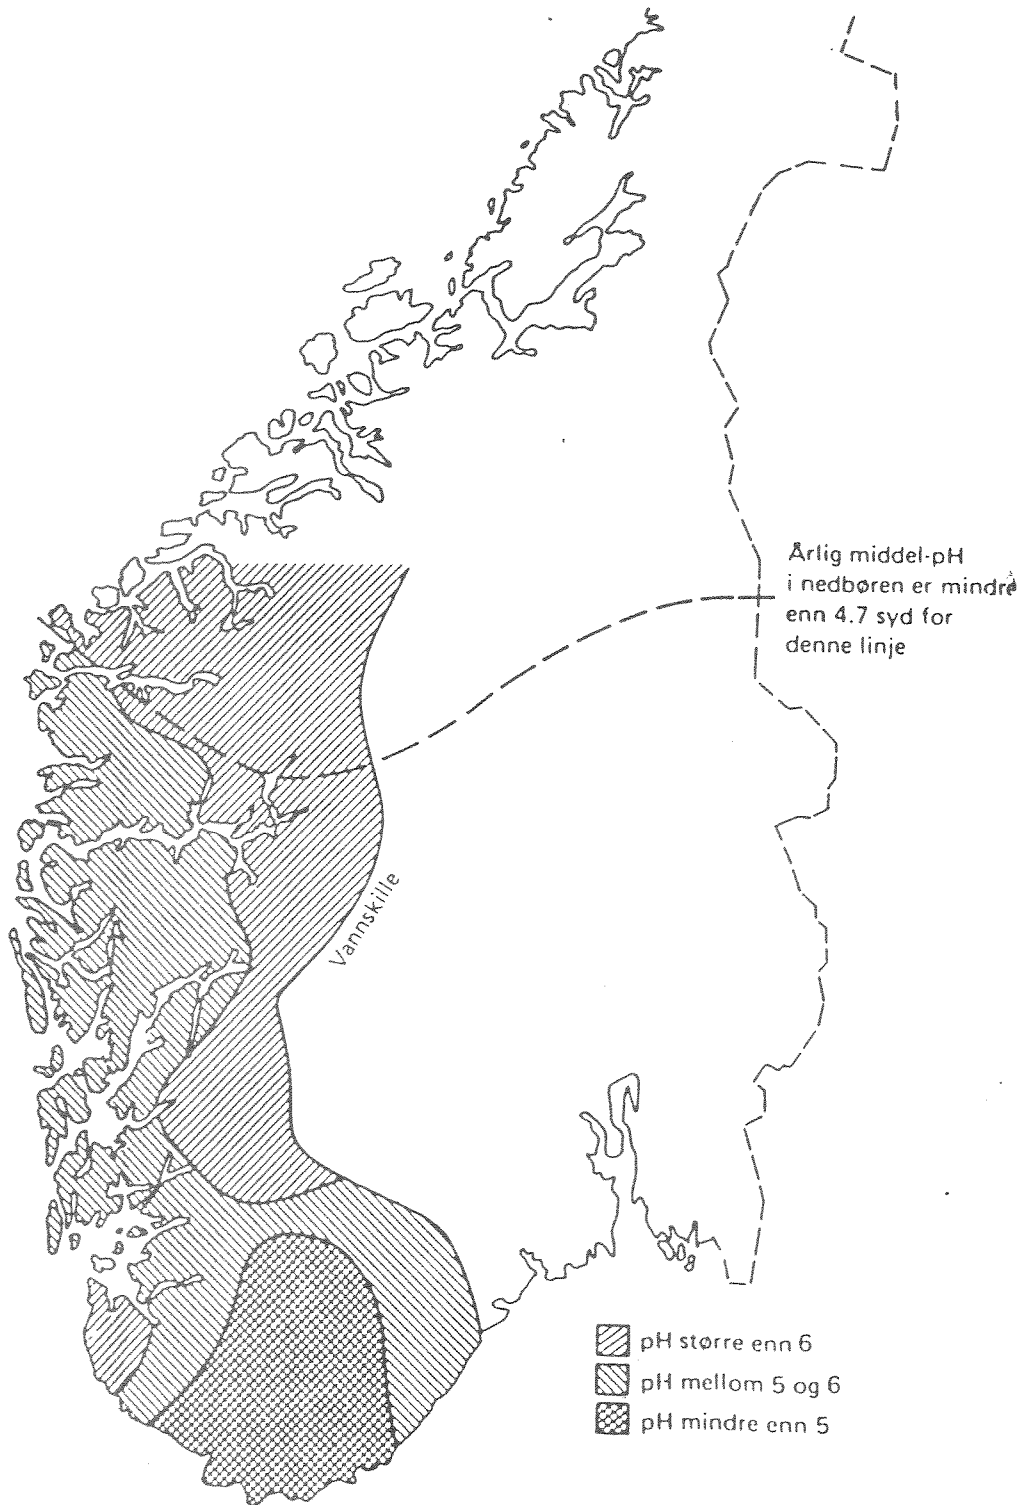 Årlig middel-pH
i nedbøren er mindre
enn 4.7 syd for
denne linje
Vannskille
pH større enn 6
pH mellom 5 og 6
pH mindre enn 5